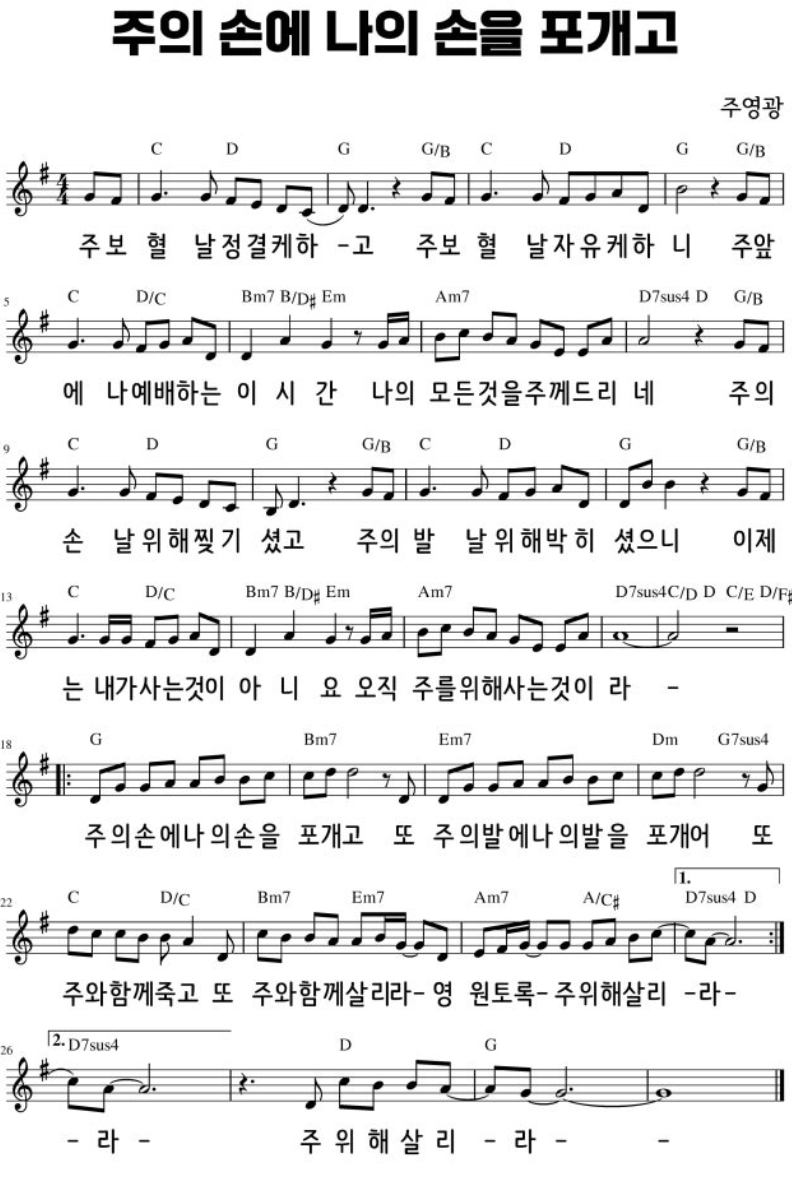 주의 손에 나의 손을 포개고
주영광
C D G G/B C D G G/B
4 4
주 보 혈 날 정 결 케 하 -고 주보 혈 날 자 유 케 하 니 주앞
5 C D/C Bm7 B/D# Em Am7 D7sus4 D G/B
에 나예배하는 이 시 간 나의 모든것을주께드리 네 주의
9 C D G G/B C D G G/B
손 날 위 해 찢 기 셨고 주의 발 날 위 해 박 히 셨으니 이제
13 C D/C Bm7 B/D# Em Am7 D7sus4 C/D D C/E D/F#
는 내가사는것이 아 니 요 오직 주를위해사는것이 라 -
18 G Bm7 Em7 Dm G7sus4
주의손에나의손을 포개고 또 주의발에나의발을 포개어 또
1.
22 C D/C Bm7 Em7 Am7 A/C# D7sus4 D
주와함께죽고 또 주와함께살리라- 영 원토록- 주위해살리 -라-
26 2. D7sus4 D G
- 라 - 주 위 해 살 리 - 라 - -